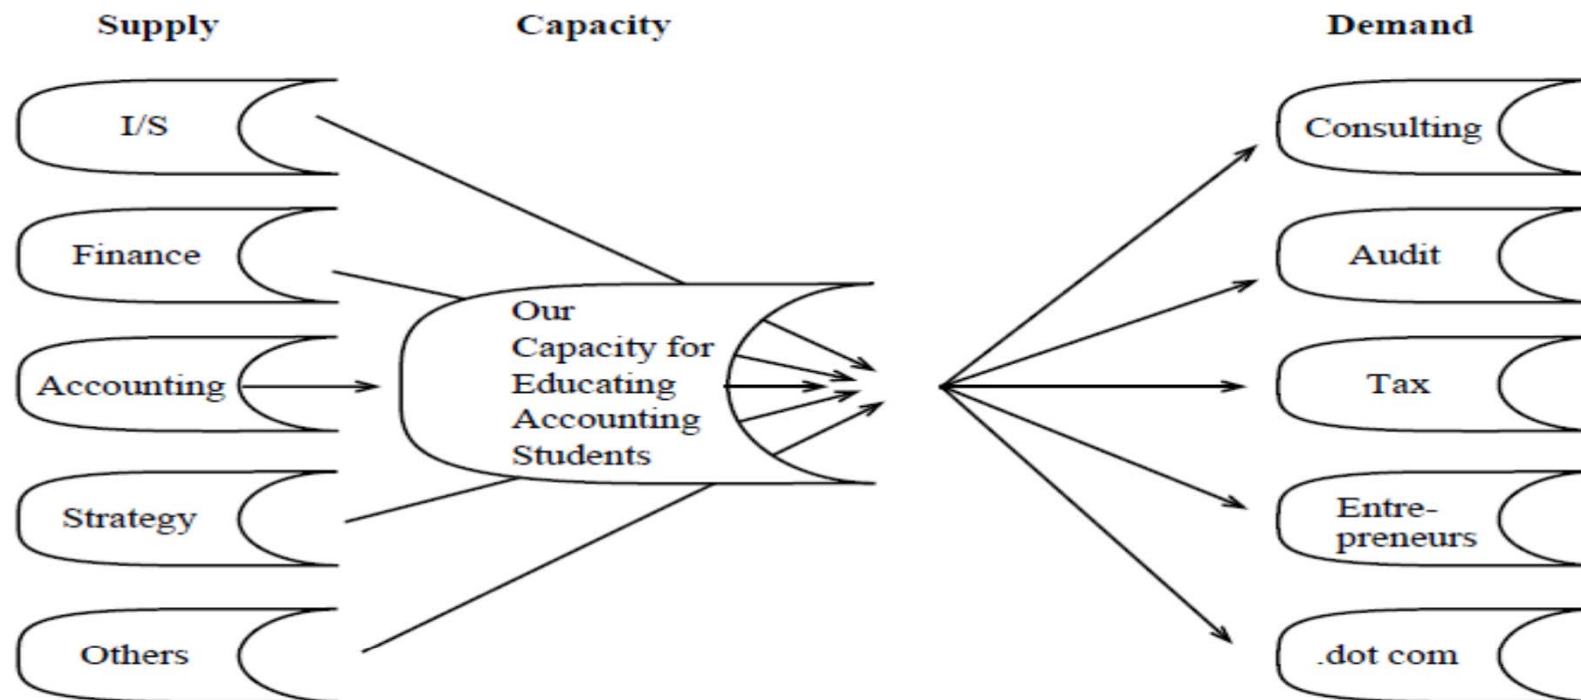 Supply
Capacity
Demand
I/S
Finance
Accounting
Strategy
Others
Our
Capacity for
Educating
Accounting
Students
Consulting
Audit
Tax
Entre-
preneurs
.dot com